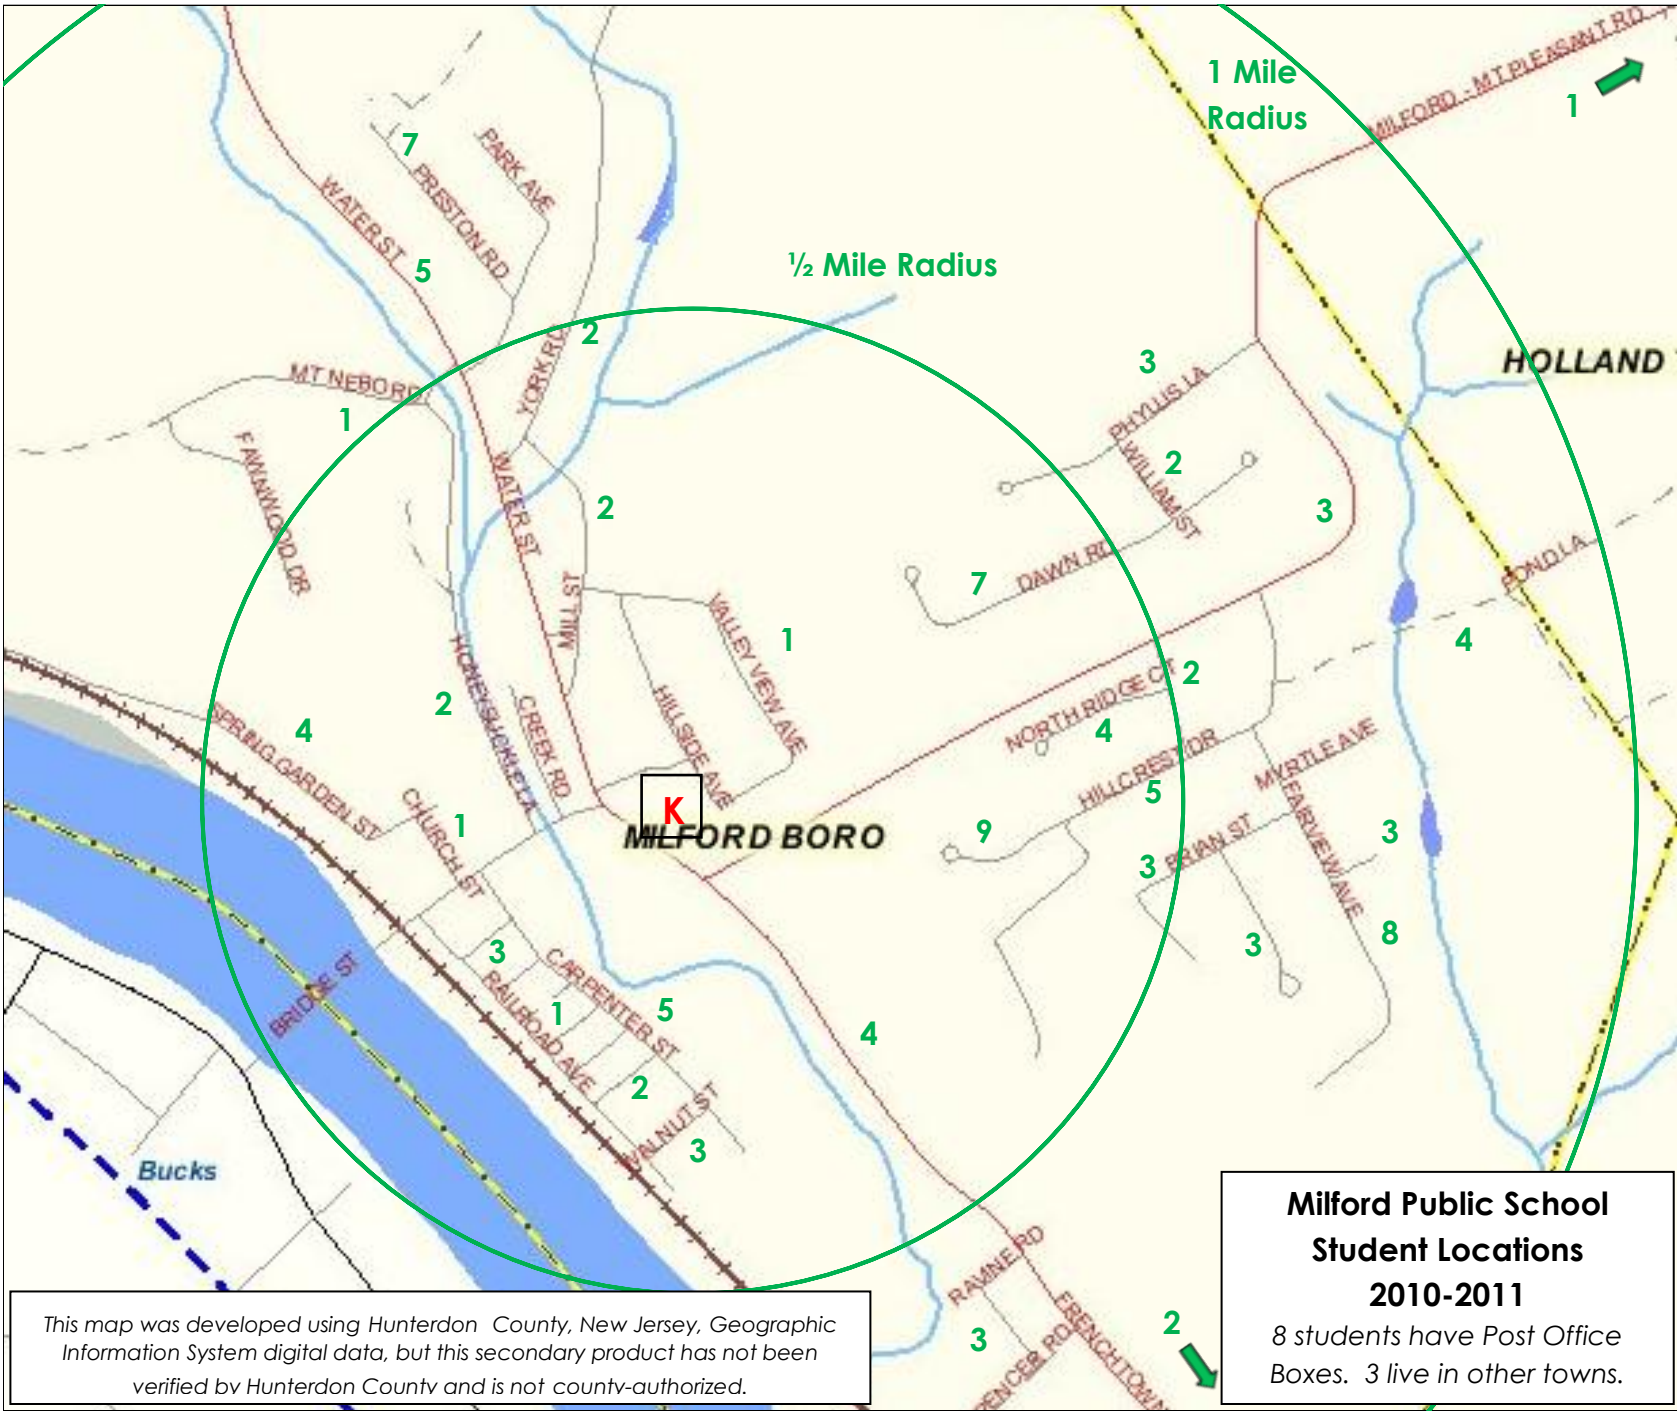 1 Mile
Radius
MILFORD - MT PLEASANT RD
1
7
PARK AVE
PRESTON RD
WATER ST
5
½ Mile Radius
2
YORK RD
MT NEBO RD
1
3
PHYLLIS LA
HOLLAND
FAWNWOOD DR
WATER ST
2
2
WILLIAM ST
3
7
DAWN RD
POND LA
MILL ST
VALLEY VIEW AVE
1
4
HONEYSUCKLE LA
2
HILLSIDE AVE
CREEK RD
NORTH RIDGE CT
2
4
SPRING GARDEN ST
4
HILLCREST DR
5
MYRTLE AVE
CHURCH ST
1
K
MILFORD BORO
9
BRIAN ST
3
FAIRVIEW AVE
3
8
3
3
BRIDGE ST
CARPENTER ST
5
RAILROAD AVE
1
4
2
WALNUT ST
3
Bucks
RAVINE RD
3
FRENCHTOWN
2
Milford Public School
Student Locations
2010-2011
8 students have Post Office
Boxes. 3 live in other towns.
This map was developed using Hunterdon County, New Jersey, Geographic
Information System digital data, but this secondary product has not been
verified by Hunterdon County and is not county-authorized.